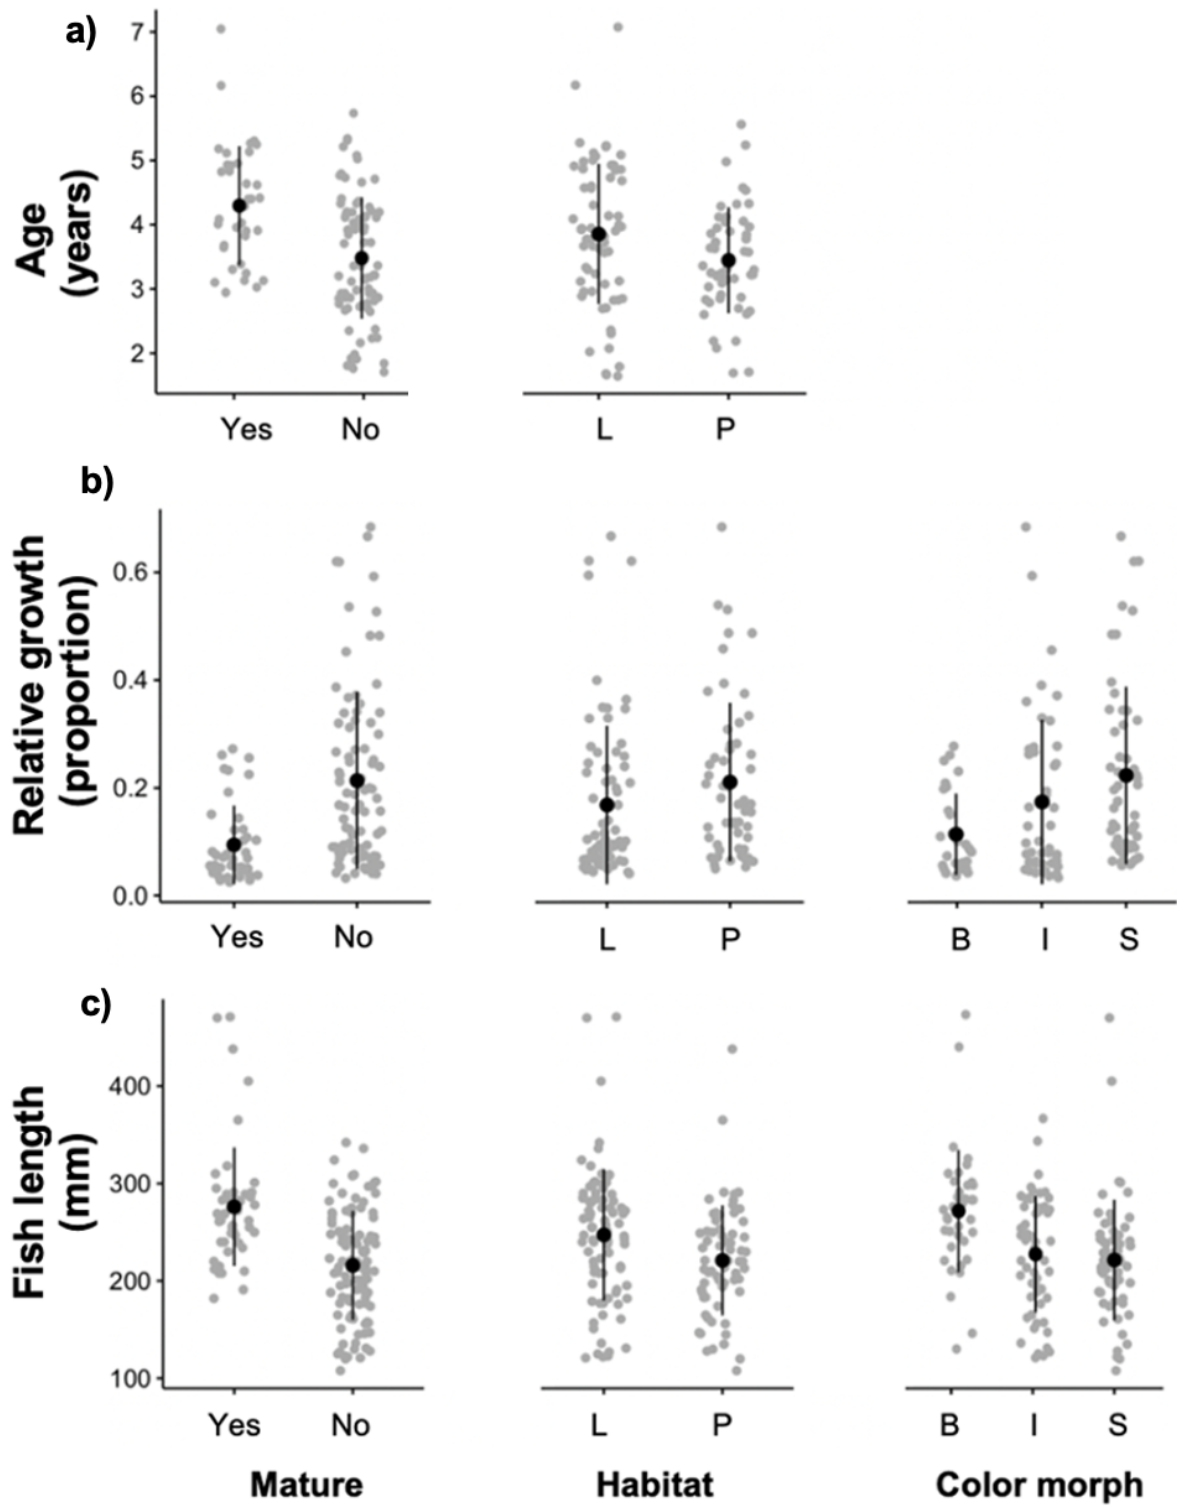 a)
Age
(years)
7
6
5
4
3
2
Yes No L P
b)
Relative growth
(proportion)
0.6
0.4
0.2
0.0
Yes No L P B I S
c)
Fish length
(mm)
400
300
200
100
Yes No L P B I S
Mature Habitat Color morph